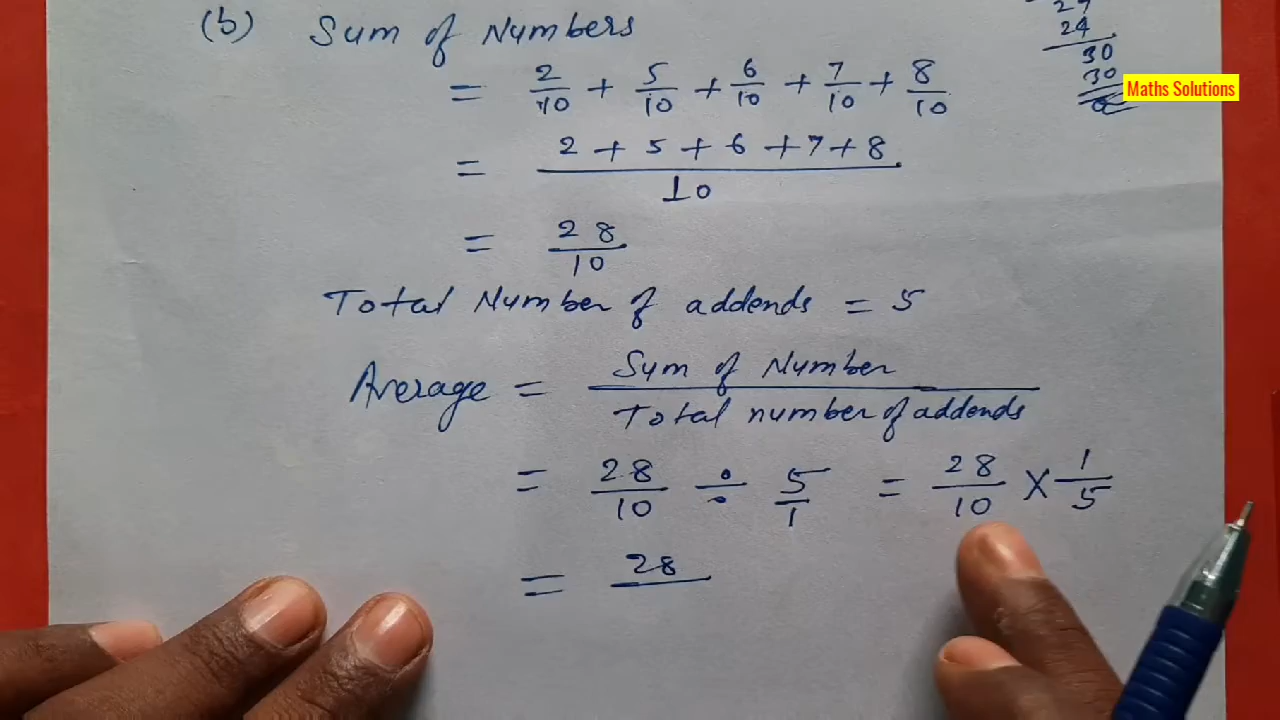 (b) Sum of Numbers
= 2/10 + 5/10 + 6/10 + 7/10 + 8/10
= 2 + 5 + 6 + 7 + 8 / 10
= 28/10
Total Number of addends = 5
Average = Sum of Number / Total number of addends
= 28/10 ÷ 5/1 = 28/10 × 1/5
= 28
24
30
30
Maths Solutions